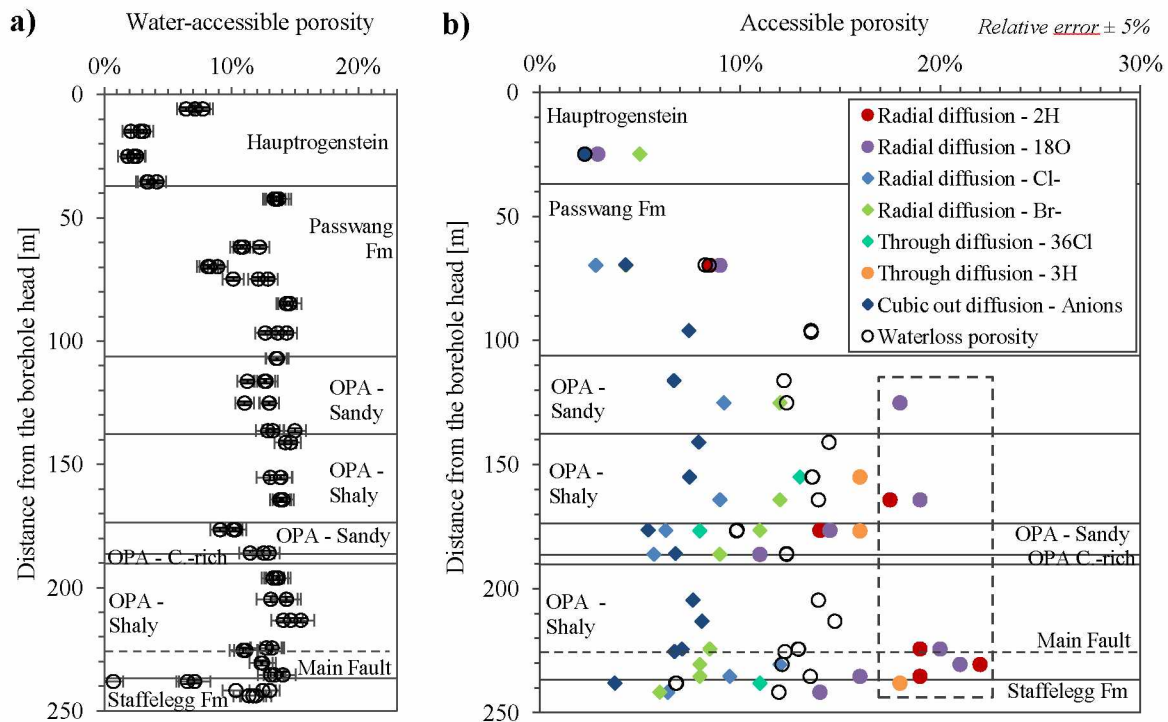 a)
Water-accessible porosity
0%
10%
20%
Distance from the borehole head [m]
0
50
100
150
200
250
Hauptrogenstein
Passwang
Fm
OPA -
Sandy
OPA -
Shaly
OPA - Sandy
OPA - C.-rich
OPA -
Shaly
Main Fault
Staffelegg Fm
b)
Accessible porosity
Relative error ± 5%
0%
10%
20%
30%
Distance from the borehole head [m]
0
50
100
150
200
250
Hauptrogenstein
Passwang Fm
OPA -
Sandy
OPA -
Shaly
OPA - Sandy
OPA C.-rich
OPA -
Shaly
Main Fault
Staffelegg Fm
Radial diffusion - 2H
Radial diffusion - 18O
Radial diffusion - Cl-
Radial diffusion - Br-
Through diffusion - 36Cl
Through diffusion - 3H
Cubic out diffusion - Anions
Waterloss porosity